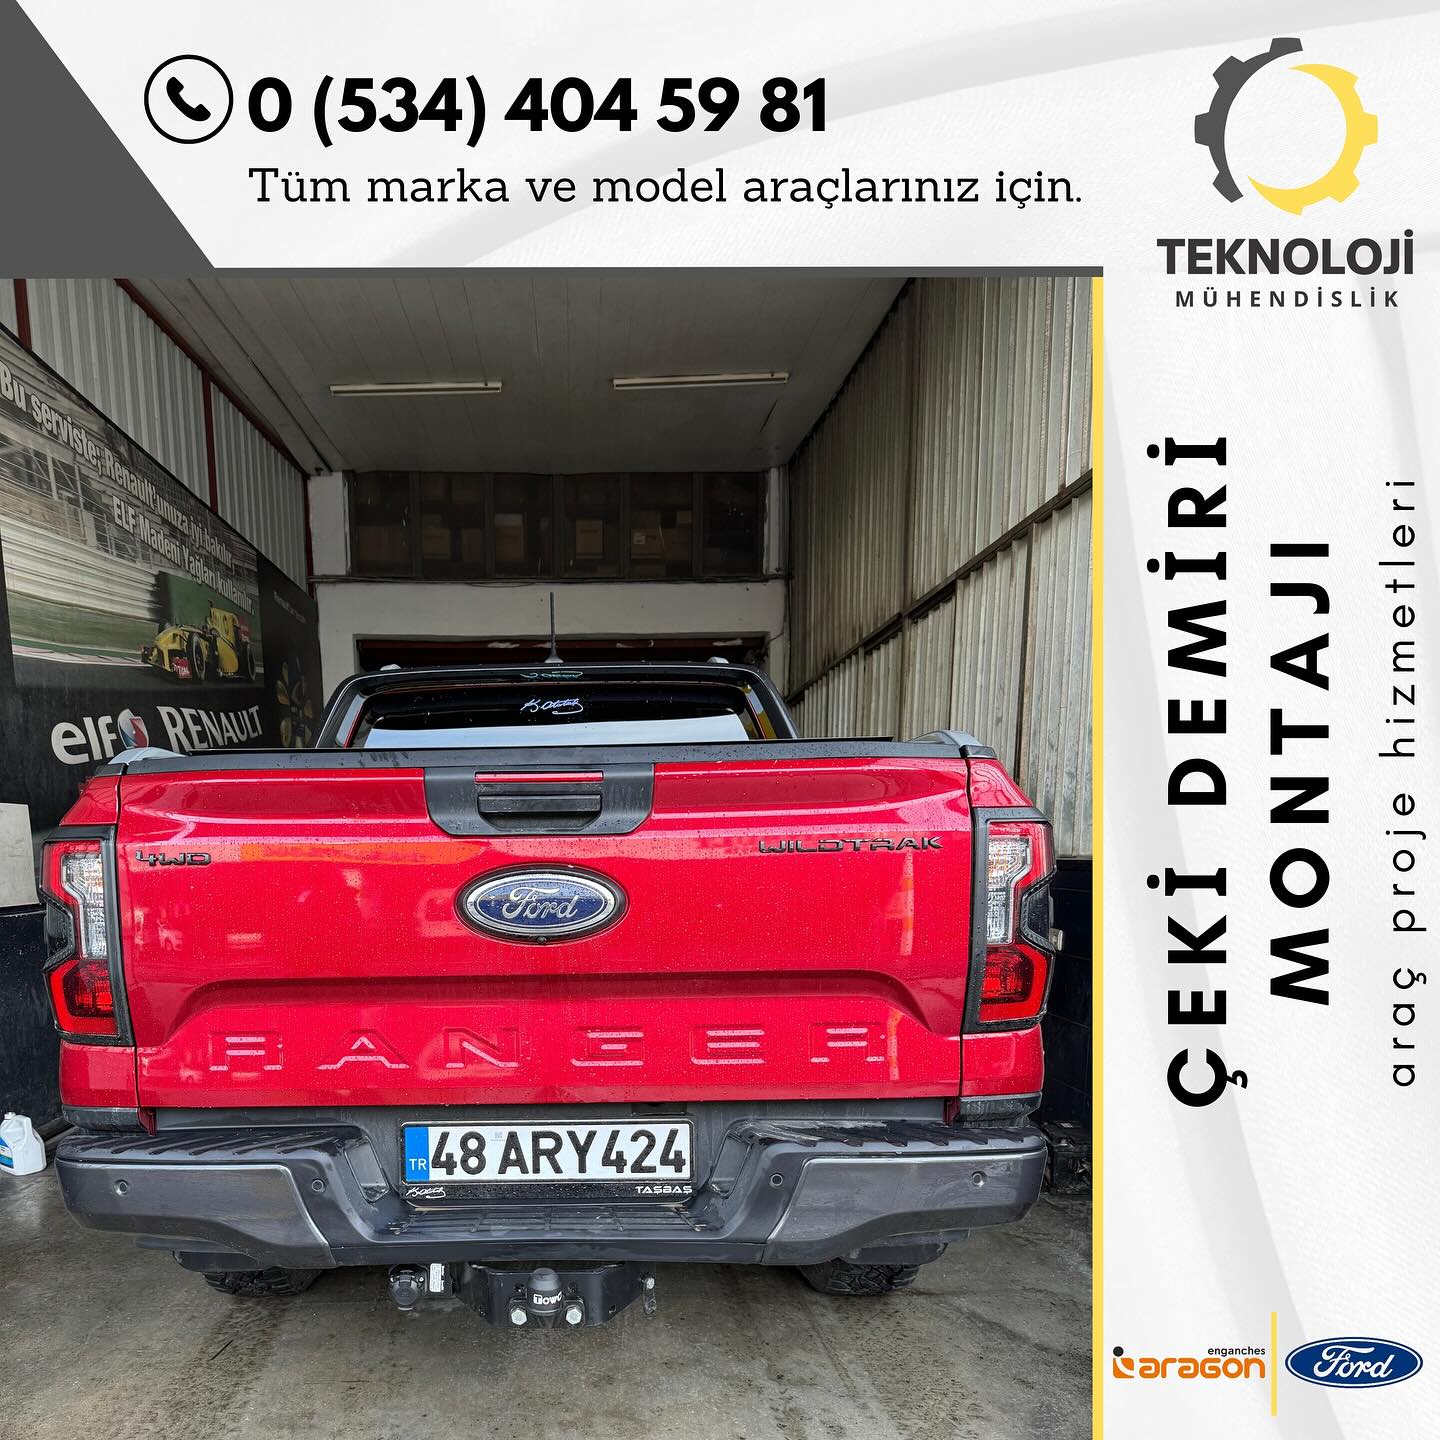 0 (534) 404 59 81
Tüm marka ve model araçlarınız için.
TEKNOLOJİ
MÜHENDİSLİK
Bu serviste; Renault'unuza iyi bakılır,
ELF Madeni Yağları kullanılır.
elf RENAULT
4WD
WILDTRAK
Ford
RANGER
TR 48 ARY 424
TAŞBAŞ
ÇEKİ DEMİRİ
MONTAJI
araç proje hizmetleri
enganches
aragon
Ford